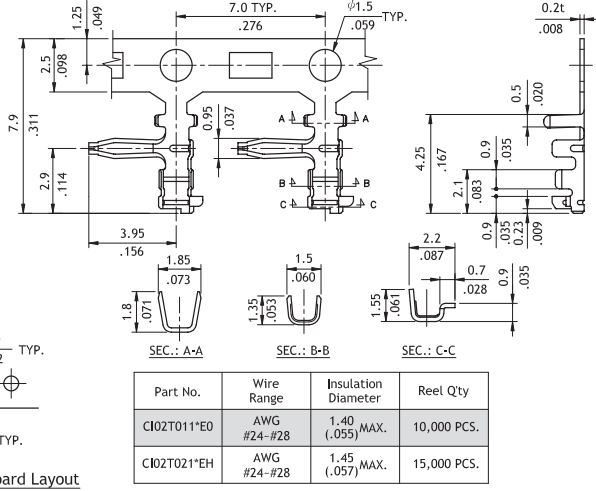 7.0 TYP.
.276
ϕ1.5
.059
TYP.
1.25
.049
2.5
.098
7.9
.311
2.9
.114
0.95
.037
A
A
B
B
C
C
3.95
.156
0.2t
.008
0.5
.020
4.25
.167
0.9
.035
2.1
.083
0.9
.035
0.23
.009
1.85
.073
1.8
.071
SEC.: A-A
1.5
.060
1.35
.053
SEC.: B-B
2.2
.087
0.7
.028
1.55
.061
0.9
.035
SEC.: C-C
2 TYP.
TYP.
oard Layout
Part No. Wire Range Insulation Diameter Reel Q'ty
CI02T011*E0 AWG #24~#28 1.40 (.055) MAX. 10,000 PCS.
CI02T021*EH AWG #24~#28 1.45 (.057) MAX. 15,000 PCS.